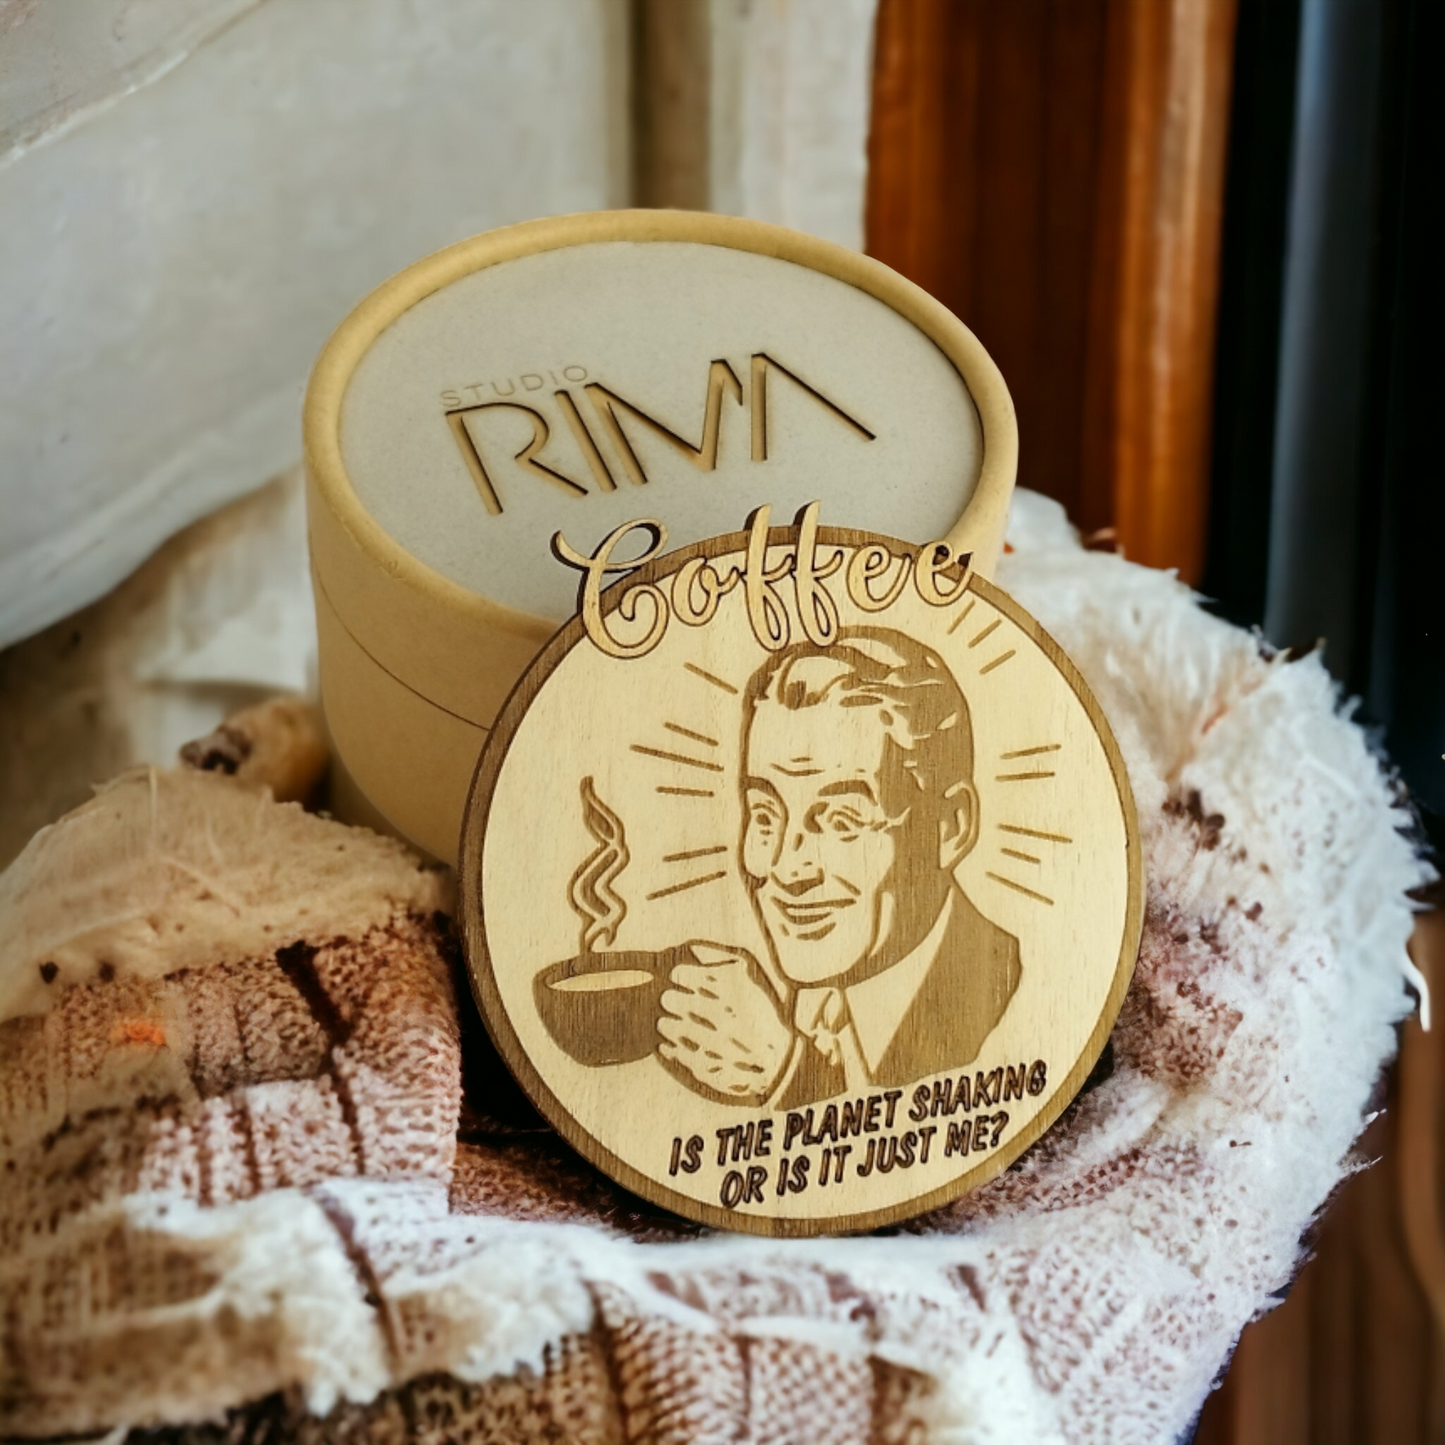 STUDIO
RIMA
Coffee
IS THE PLANET SHAKING
OR IS IT JUST ME?